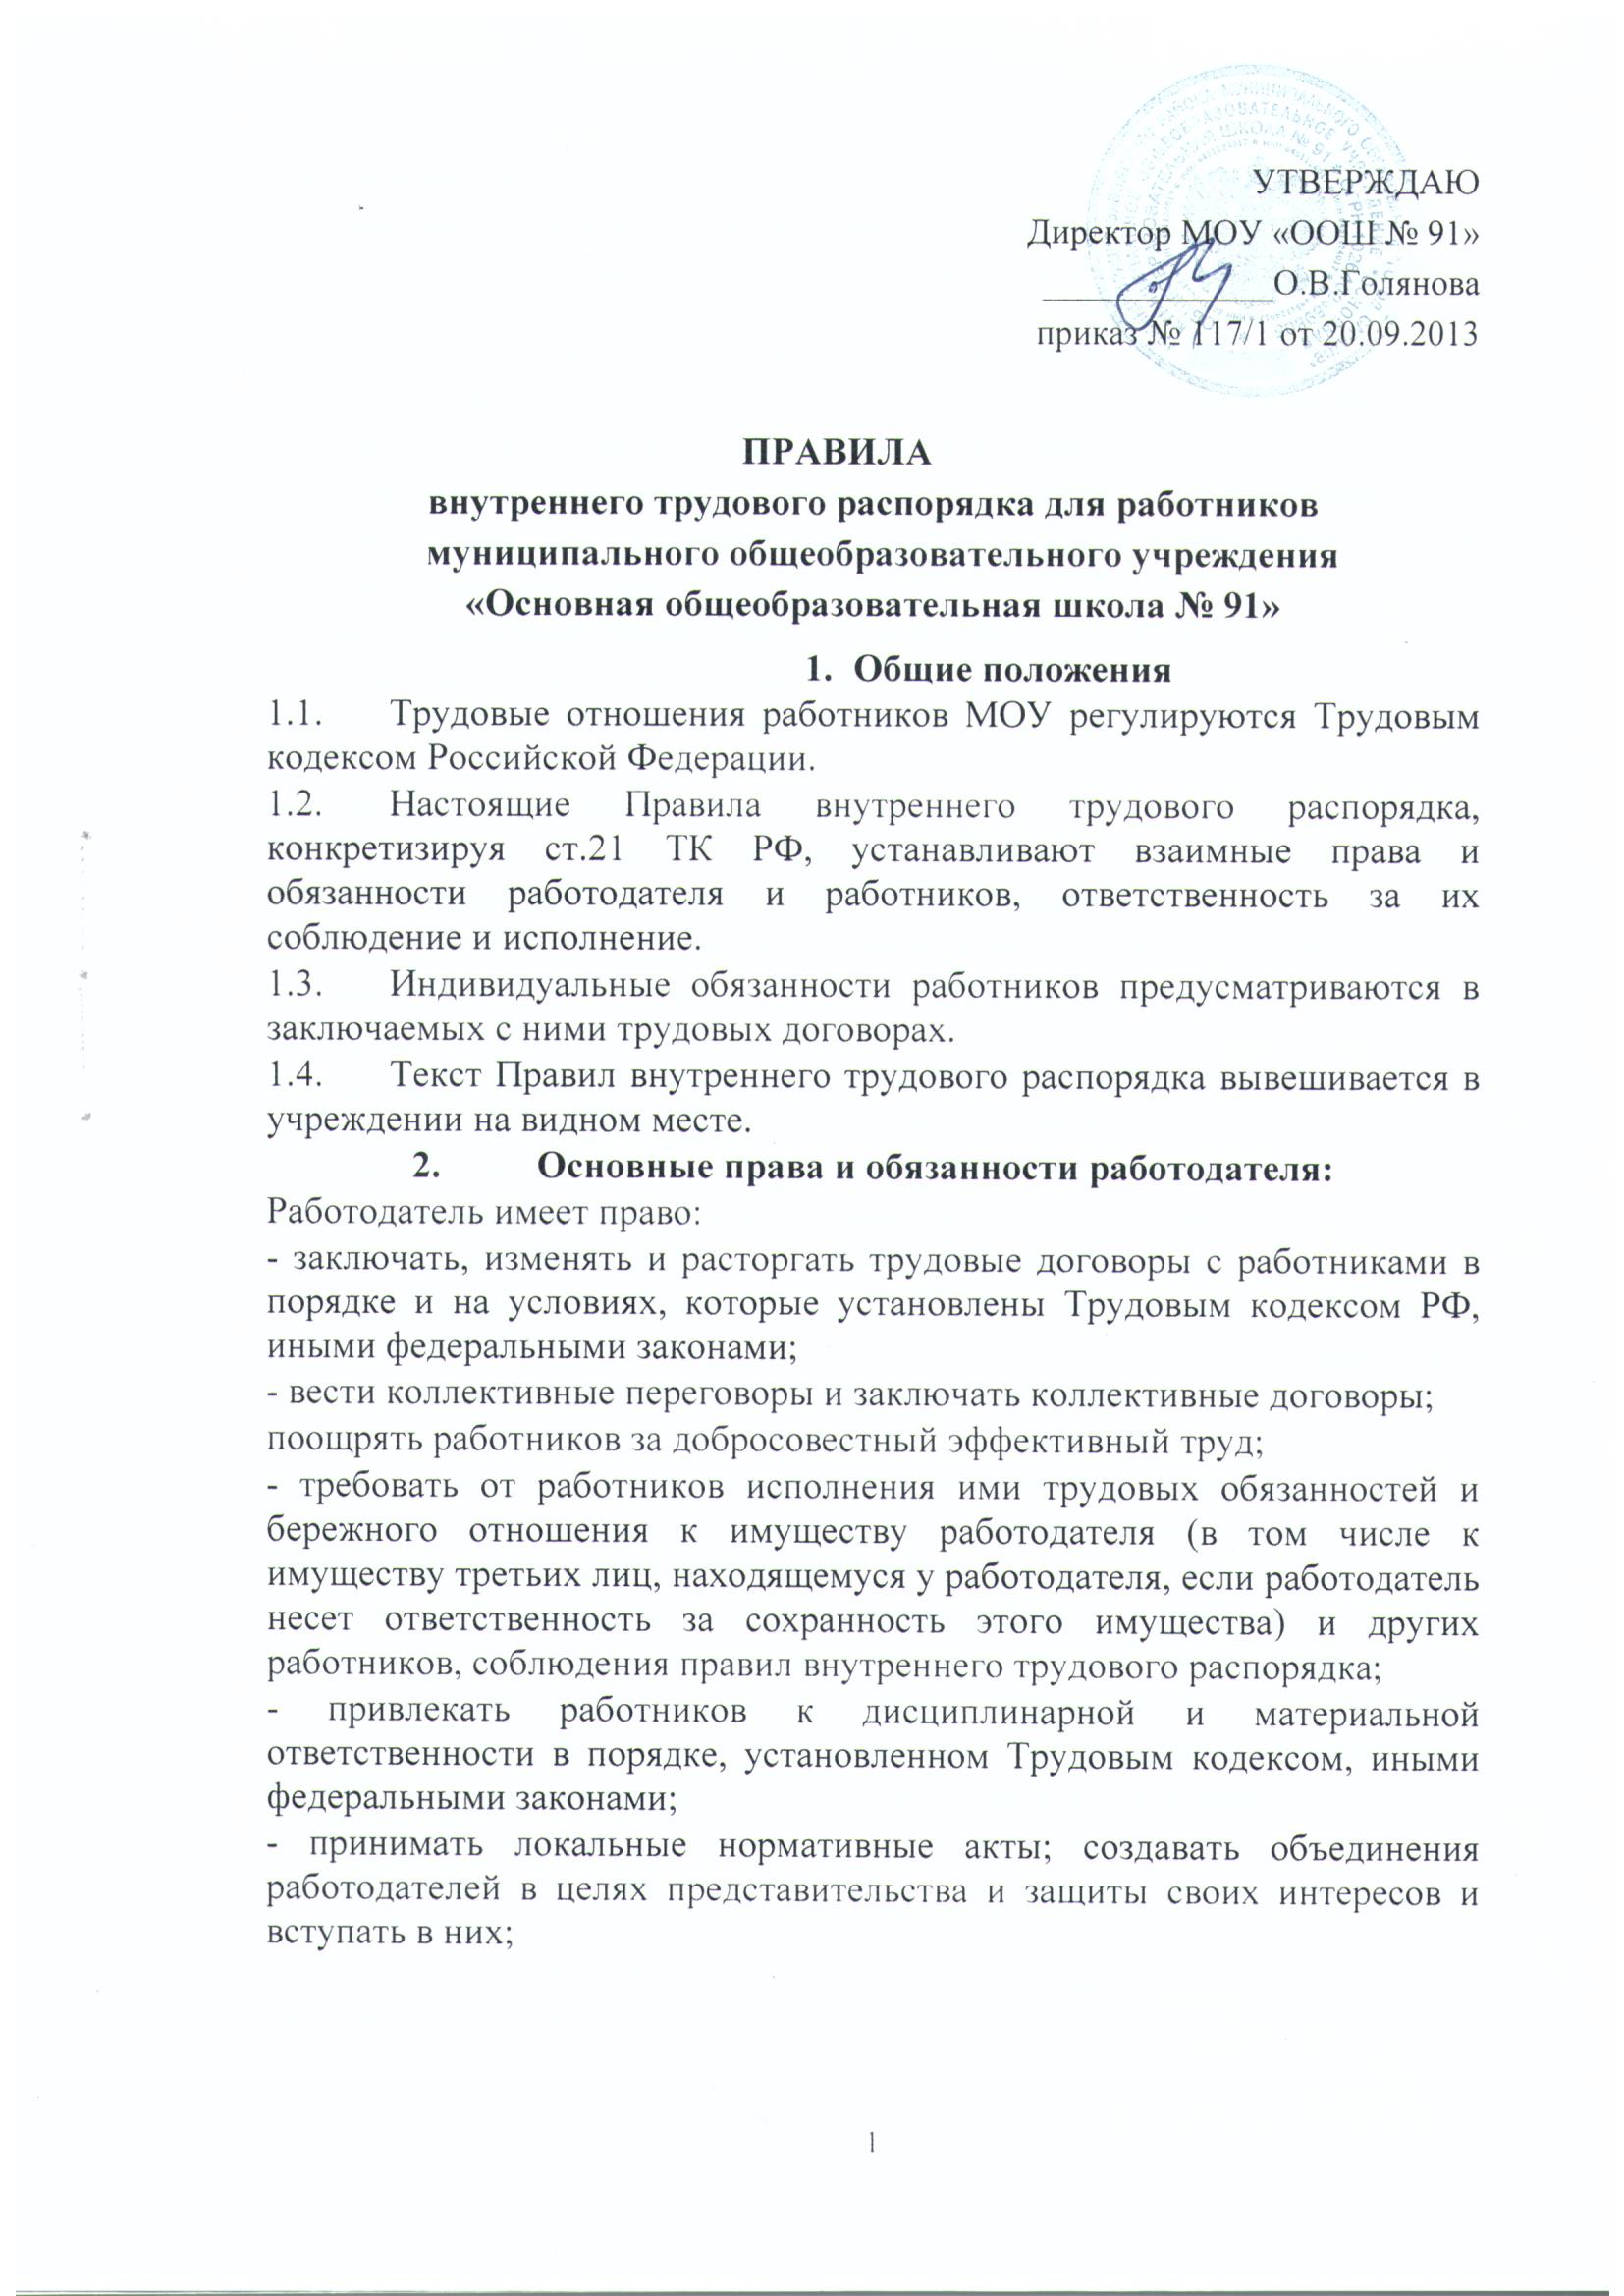 УТВЕРЖДАЮ
Директор МОУ «ООШ № 91»
_____________О.В.Голянова
приказ № 117/1 от 20.09.2013
ПРАВИЛА
внутреннего трудового распорядка для работников
муниципального общеобразовательного учреждения
«Основная общеобразовательная школа № 91»
1. Общие положения
1.1. Трудовые отношения работников МОУ регулируются Трудовым
кодексом Российской Федерации.
1.2. Настоящие Правила внутреннего трудового распорядка,
конкретизируя ст.21 ТК РФ, устанавливают взаимные права и
обязанности работодателя и работников, ответственность за их
соблюдение и исполнение.
1.3. Индивидуальные обязанности работников предусматриваются в
заключаемых с ними трудовых договорах.
1.4. Текст Правил внутреннего трудового распорядка вывешивается в
учреждении на видном месте.
2. Основные права и обязанности работодателя:
Работодатель имеет право:
- заключать, изменять и расторгать трудовые договоры с работниками в
порядке и на условиях, которые установлены Трудовым кодексом РФ,
иными федеральными законами;
- вести коллективные переговоры и заключать коллективные договоры;
поощрять работников за добросовестный эффективный труд;
- требовать от работников исполнения ими трудовых обязанностей и
бережного отношения к имуществу работодателя (в том числе к
имуществу третьих лиц, находящемуся у работодателя, если работодатель
несет ответственность за сохранность этого имущества) и других
работников, соблюдения правил внутреннего трудового распорядка;
- привлекать работников к дисциплинарной и материальной
ответственности в порядке, установленном Трудовым кодексом, иными
федеральными законами;
- принимать локальные нормативные акты; создавать объединения
работодателей в целях представительства и защиты своих интересов и
вступать в них;
1